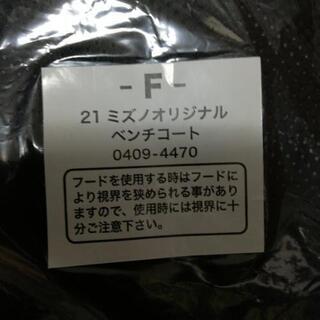 - F -
21 ミズノオリジナル
ベンチコート
0409-4470
フードを使用する時はフードに
より視界を狭められる事があり
ますので、使用時には視界に十
分ご注意下さい。